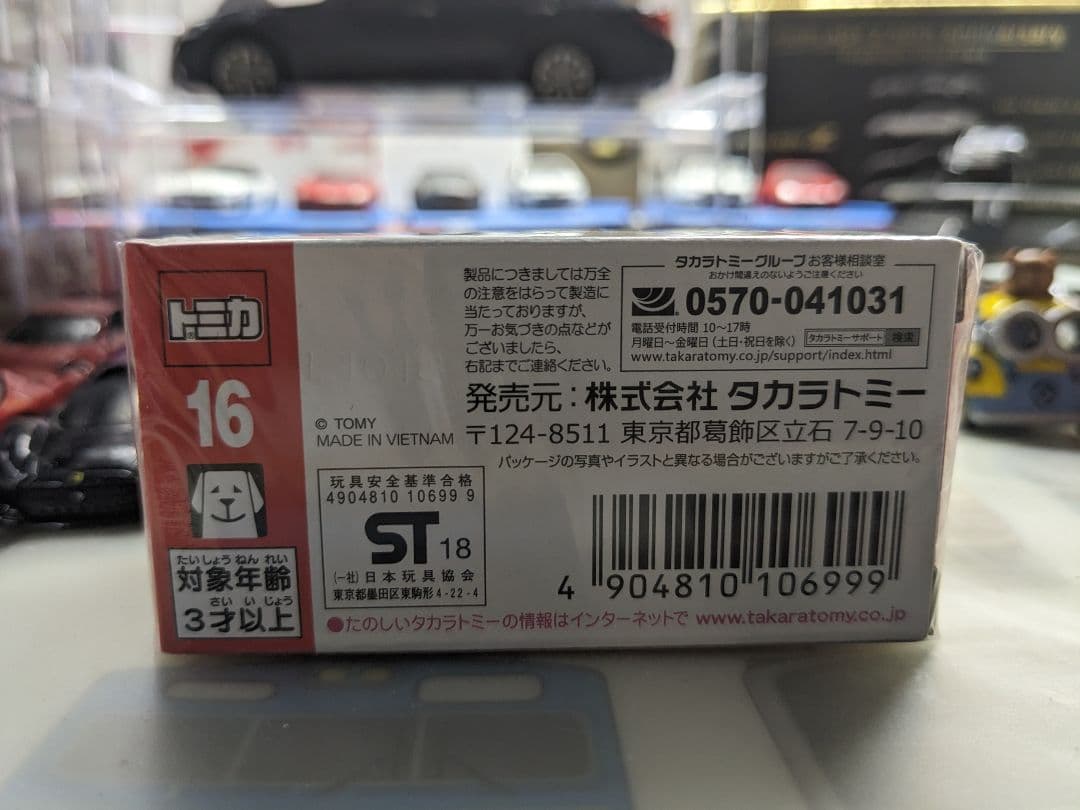 トミカ
16
たいしょうねんれい
対象年齢
さいいじょう
3才以上
© TOMY
MADE IN VIETNAM
製品につきましては万全
の注意をはらって製造に
当たっておりますが、
万一お気づきの点などが
ございましたら、
右記までご連絡ください。
タカラトミーグループ お客様相談室
おかけ間違えのないようご注意ください
0570-041031
電話受付時間 10〜17時
月曜日〜金曜日(土日・祝日を除く)
タカラトミーサポート 検索
www.takaratomy.co.jp/support/index.html
発売元:株式会社 タカラトミー
〒124-8511 東京都葛飾区立石 7-9-10
パッケージの写真やイラストと異なる場合がございますがご了承ください。
玩具安全基準合格
4904810 10699 9
ST 18
(一社)日本玩具協会
東京都墨田区東駒形4-22-4
4 904810 106999
●たのしいタカラトミーの情報はインターネットで www.takaratomy.co.jp